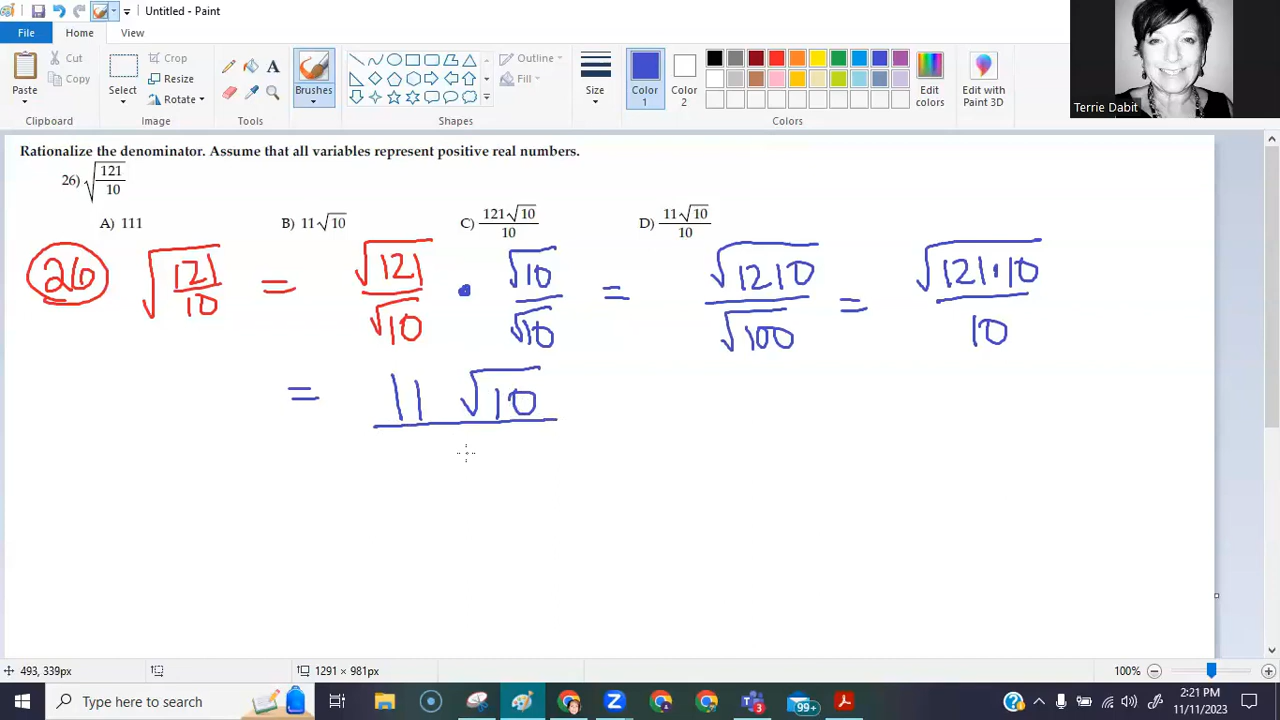 Untitled - Paint
File Home View
Paste
Cut
Copy
Clipboard
Select
Crop
Resize
Rotate
Image
Tools
Brushes
Outline
Fill
Shapes
Size
Color 1
Color 2
Edit colors
Edit with Paint 3D
Colors
Terrie Dabit
Rationalize the denominator. Assume that all variables represent positive real numbers.
26) √(121/10)
A) 111 B) 11√10 C) 121√10/10 D) 11√10/10
26 √(121/10) = √121/√10 · √10/√10 = √1210/√100 = √121·10/10
= 11 √10
493, 339px 1291 × 981px 100%
Type here to search
3
99+
2:21 PM
11/11/2023